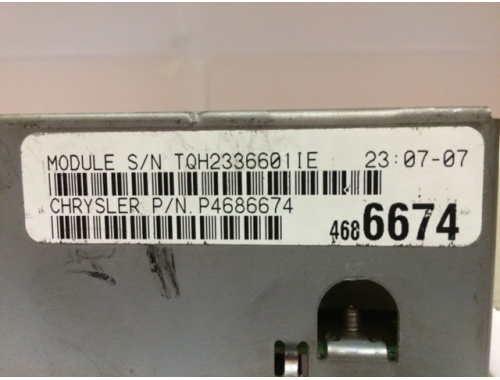 MODULE S/N TQH2336601IE 23:07-07
CHRYSLER P/N.P4686674
4686674